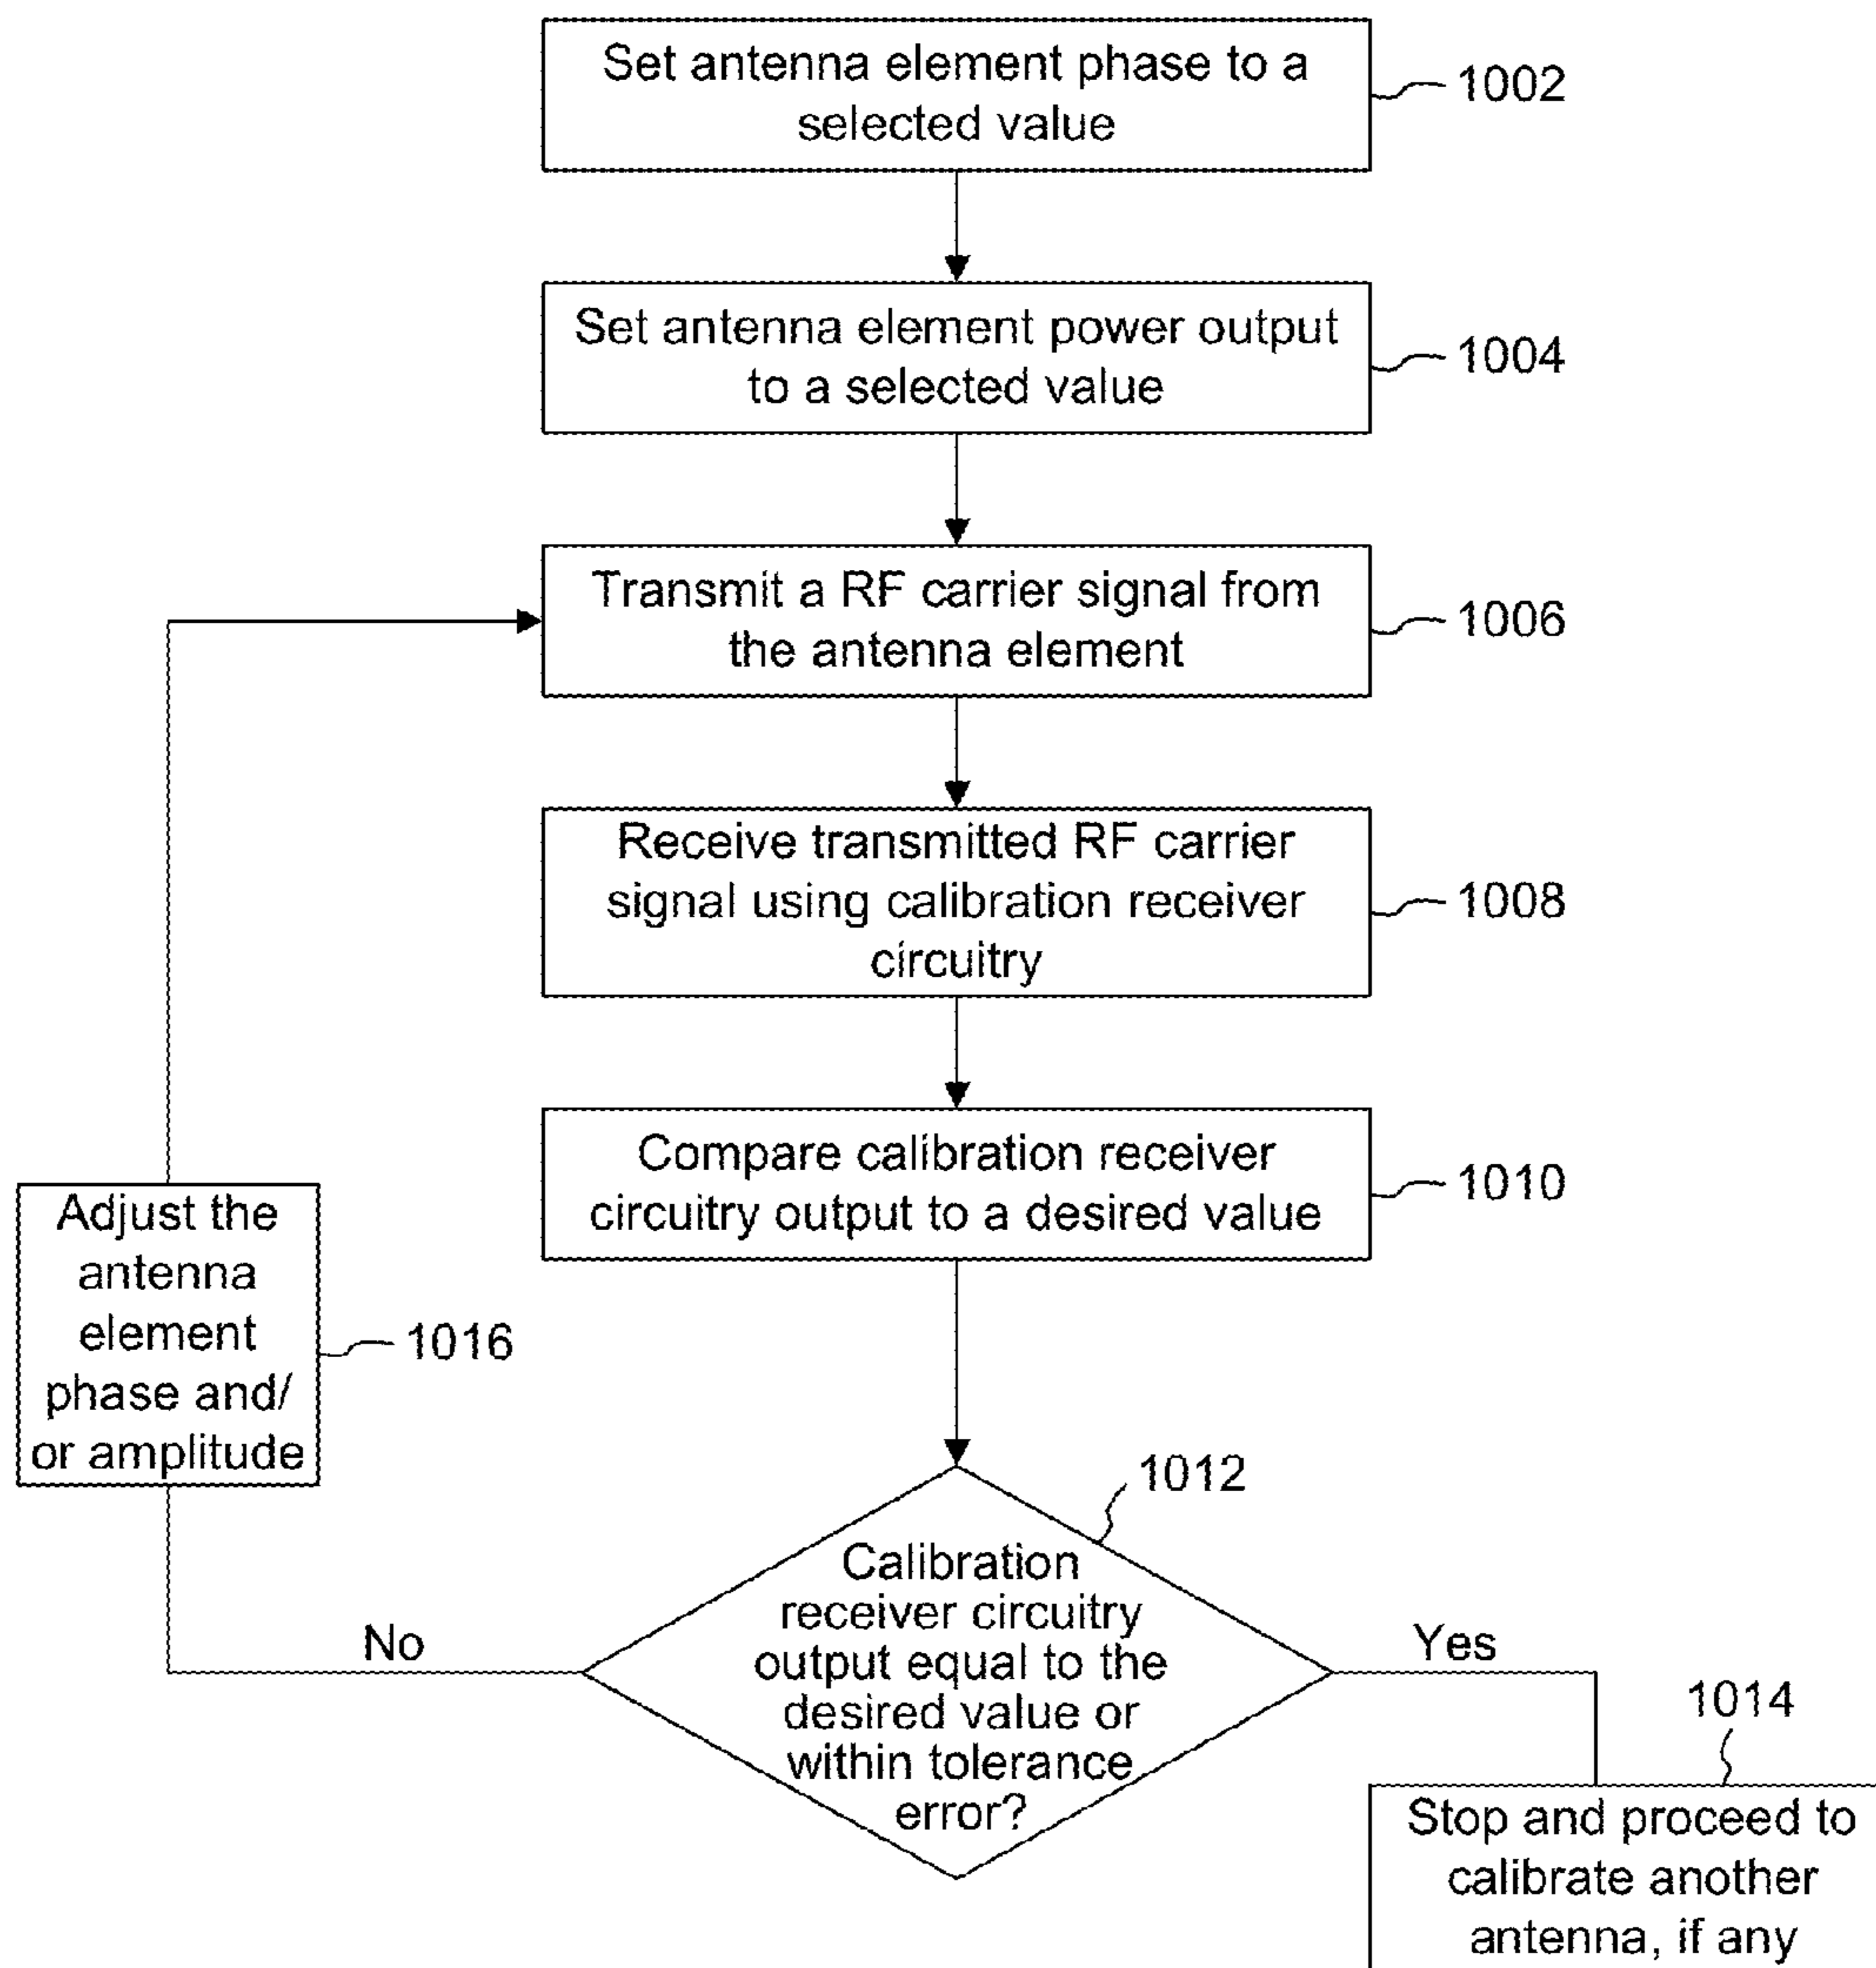 Set antenna element phase to a
selected value
1002
Set antenna element power output
to a selected value
1004
Transmit a RF carrier signal from
the antenna element
1006
Receive transmitted RF carrier
signal using calibration receiver
circuitry
1008
Compare calibration receiver
circuitry output to a desired value
1010
Adjust the
antenna
element
phase and/
or amplitude
1016
1012
Calibration
receiver circuitry
output equal to the
desired value or
within tolerance
error?
No
Yes
1014
Stop and proceed to
calibrate another
antenna, if any